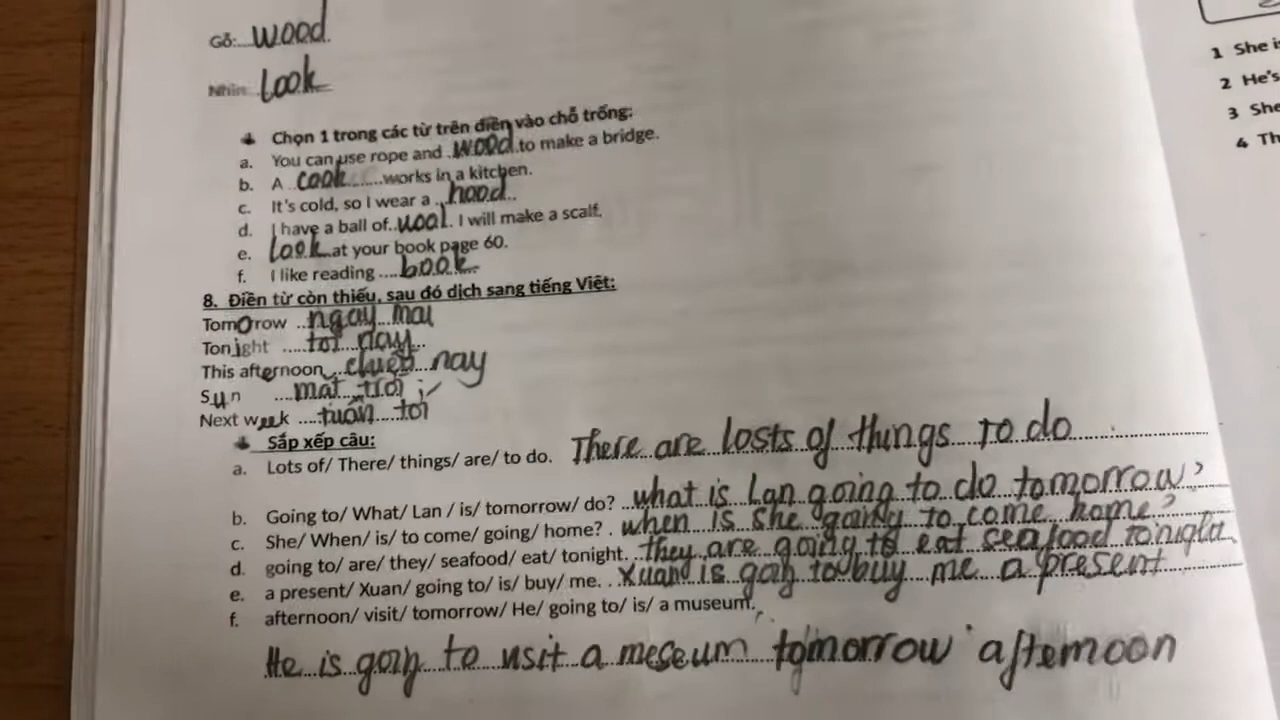 Gỗ:....wood.
Nhìn: look
Chọn 1 trong các từ trên điền vào chỗ trống:
a. You can use rope and .wood.to make a bridge.
b. A ..cook........works in a kitchen.
c. It's cold, so I wear a ..hood..
d. I have a ball of..uool.. I will make a scalf.
e. Look...at your book page 60.
f. I like reading ....book..
8. Điền từ còn thiếu, sau đó dịch sang tiếng Việt:
Tomorrow ...ngay...mai
Tonight .....tối...day...
This afternoon...chiều...nay
Sun ....mat...trời
Next week .....tuần...tới
Sắp xếp câu:
a. Lots of/ There/ things/ are/ to do. There are losts of things to do
b. Going to/ What/ Lan / is/ tomorrow/ do? ...what is Lan going to do tomorrow?
c. She/ When/ is/ to come/ going/ home? . when is she going to come home?
d. going to/ are/ they/ seafood/ eat/ tonight. ..they are going to eat seafood
e. a present/ Xuan/ going to/ is/ buy/ me. . Xuan is goin to buy me a present
f. afternoon/ visit/ tomorrow/ He/ going to/ is/ a museum.
He is goin to visit a meseum tomorrow afternoon
1 She
2 He's
3 She
4 Th